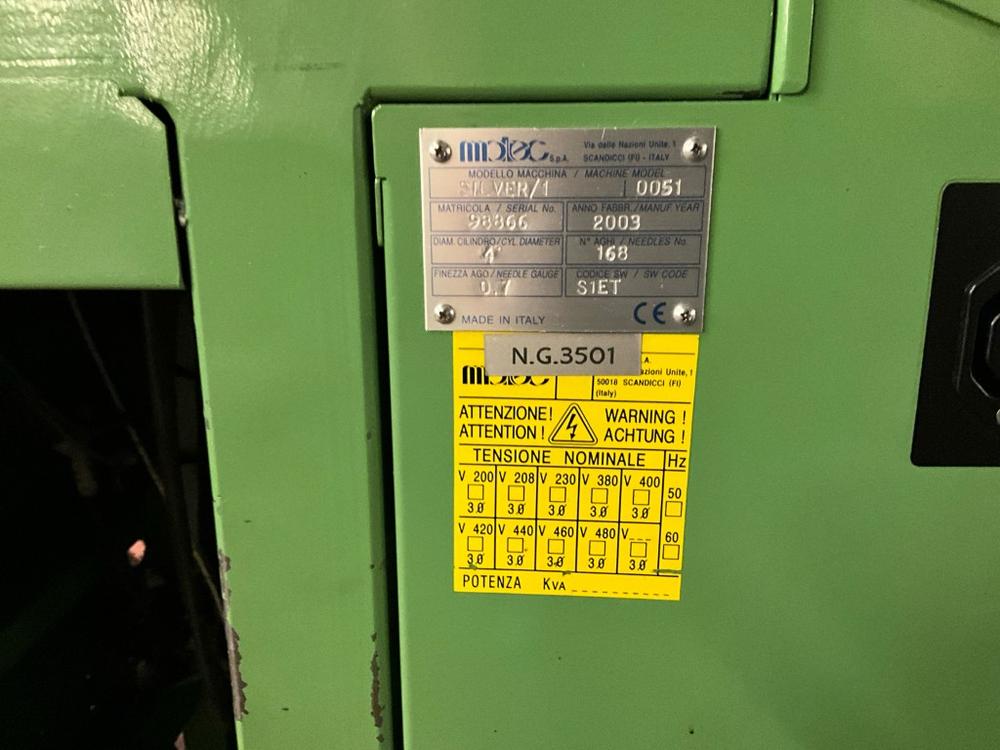 matec S.p.A. Via delle Nazioni Unite, 1
SCANDICCI (FI) - ITALY
MODELLO MACCHINA / MACHINE MODEL
SILVER/1 0051
MATRICOLA / SERIAL No. ANNO FABBR./MANUF. YEAR
98866 2003
DIAM. CILINDRO/CYL DIAMETER N° AGHI / NEEDLES No.
4" 168
FINEZZA AGO/NEEDLE GAUGE CODICE SW / SW CODE
0.7 S1ET
MADE IN ITALY CE
N.G.3501
.A.
azioni Unite, 1
50018 SCANDICCI (FI)
(Italy)
ATTENZIONE! WARNING !
ATTENTION! ACHTUNG !
TENSIONE NOMINALE Hz
V 200 V 208 V 230 V 380 V 400 50
3Ø 3Ø 3Ø 3Ø 3Ø
V 420 V 440 V 460 V 480 V___ 60
3Ø 3Ø 3Ø 3Ø 3Ø
POTENZA KVA ____________